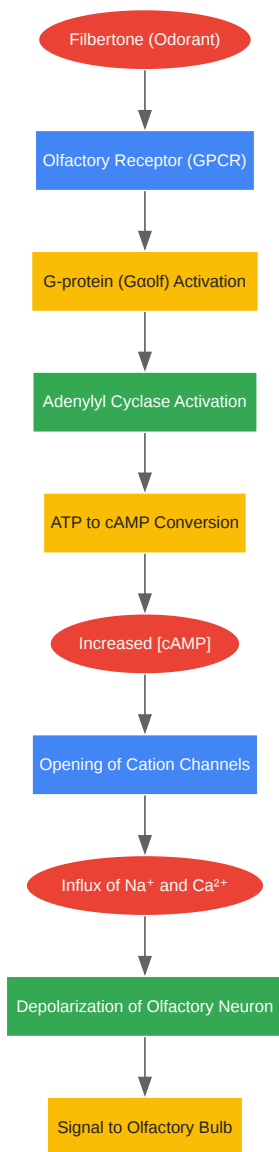 Filbertone (Odorant)
Olfactory Receptor (GPCR)
G-protein (Gαolf) Activation
Adenylyl Cyclase Activation
ATP to cAMP Conversion
Increased [cAMP]
Opening of Cation Channels
Influx of Na⁺ and Ca²⁺
Depolarization of Olfactory Neuron
Signal to Olfactory Bulb